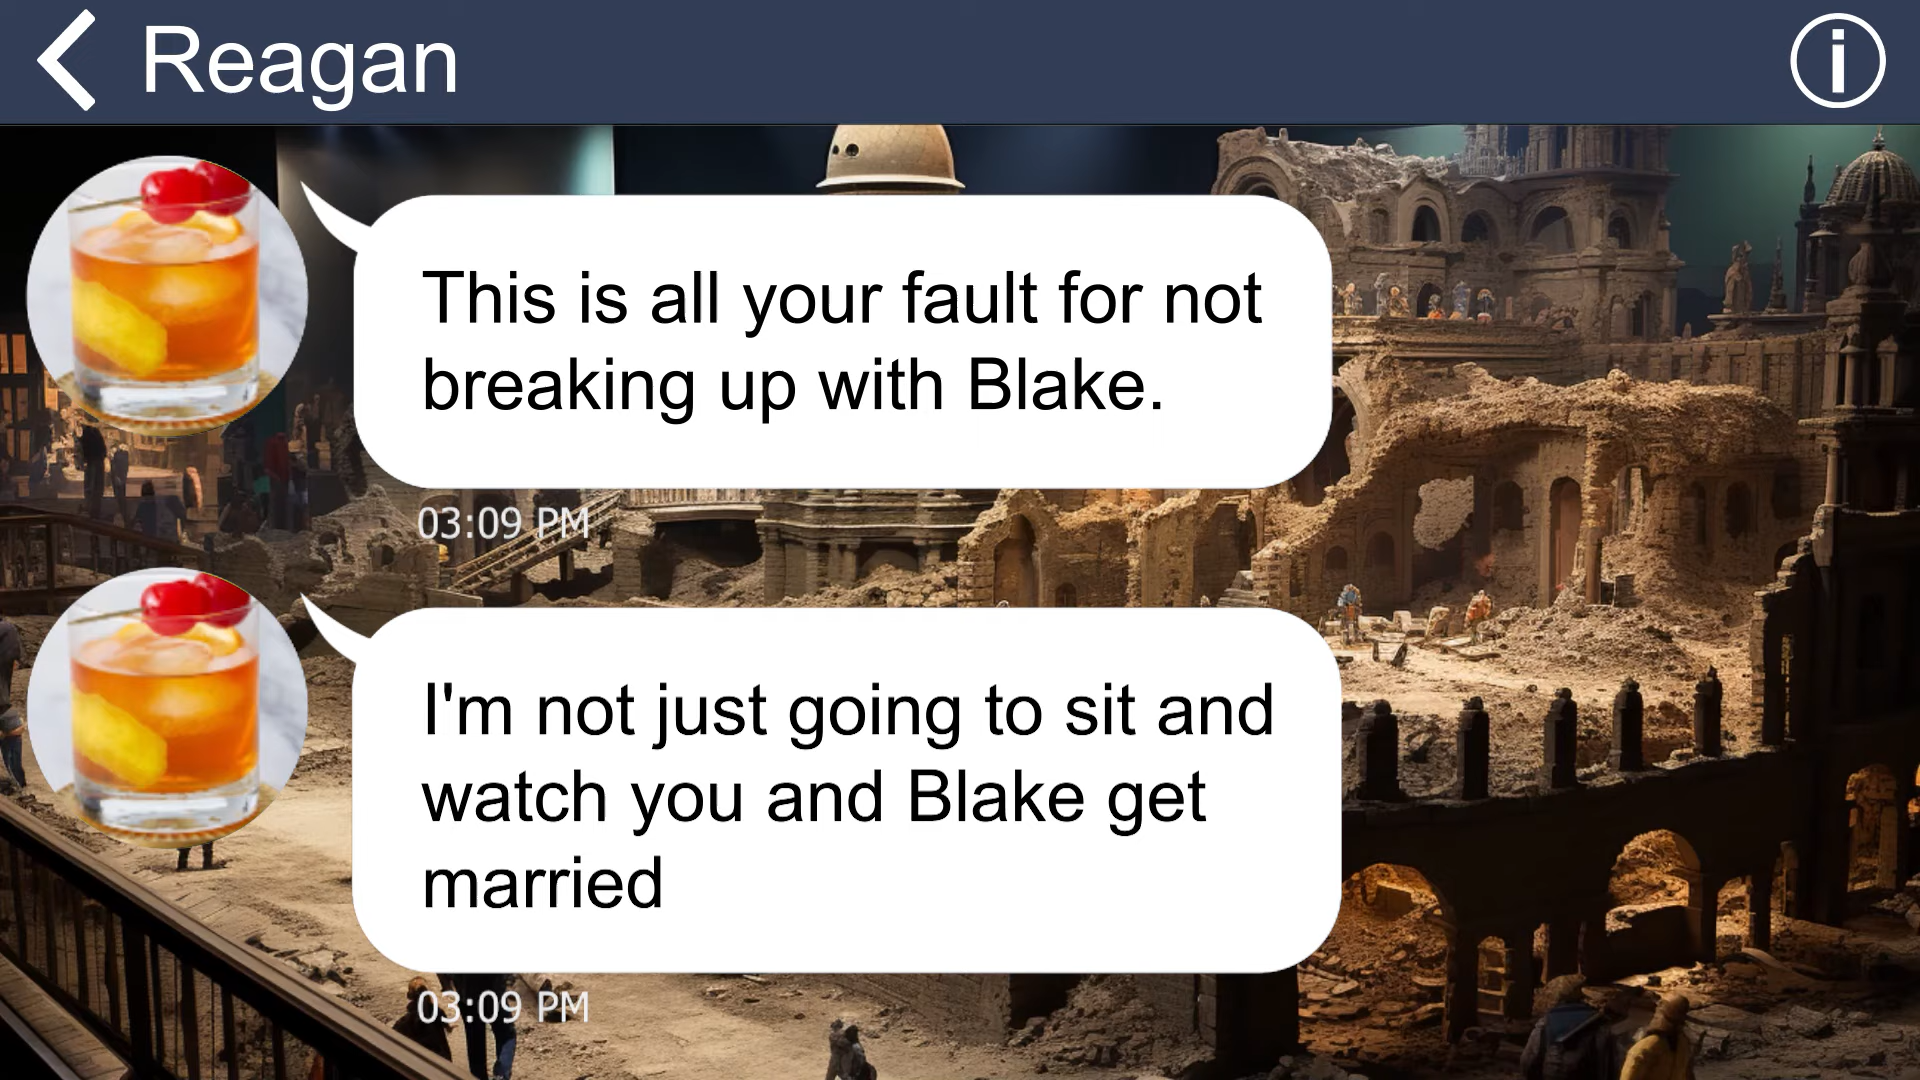 Reagan
This is all your fault for not
breaking up with Blake.
03:09 PM
I'm not just going to sit and
watch you and Blake get
married
03:09 PM